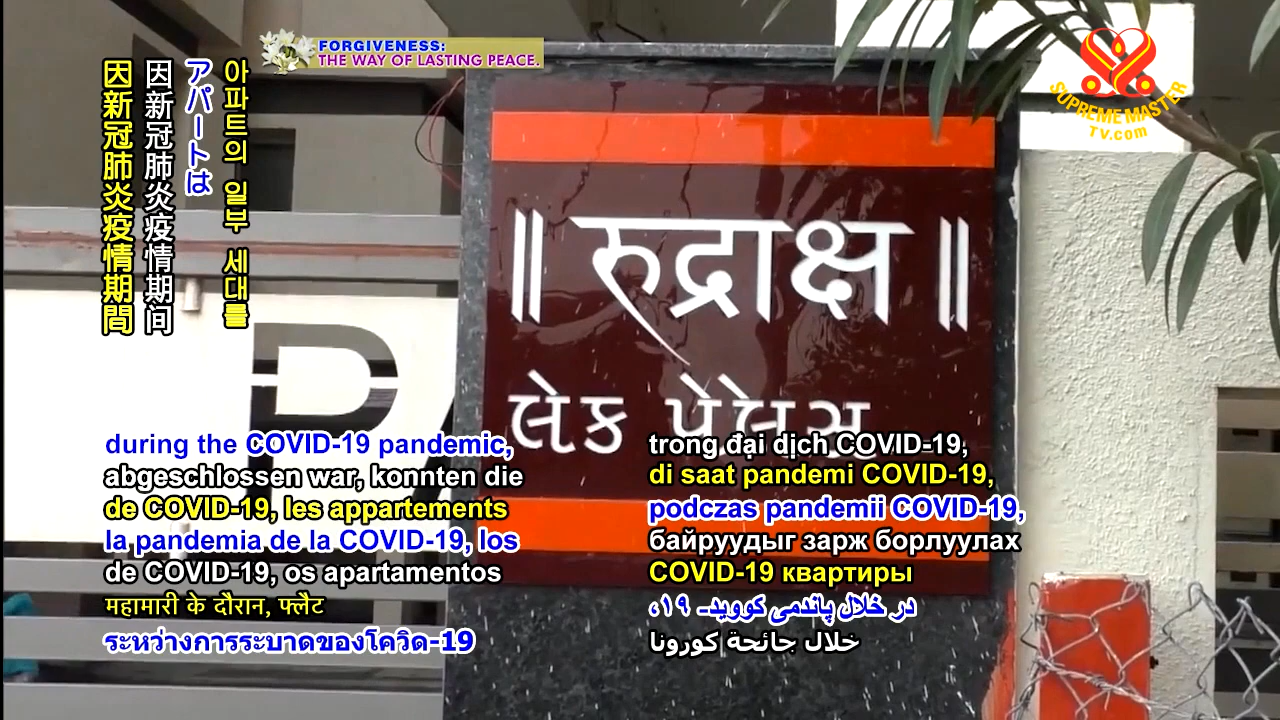 FORGIVENESS:
THE WAY OF LASTING PEACE.
SUPREME MASTER
TV.com
아파트의 일부 세대를
アパートは
因新冠肺炎疫情期间
因新冠肺炎疫情期間
॥ रुद्राक्ष ॥
લેક પેલેસ
PA
during the COVID-19 pandemic,
abgeschlossen war, konnten die
de COVID-19, les appartements
la pandemia de la COVID-19, los
de COVID-19, os apartamentos
महामारी के दौरान, फ्लैट
ระหว่างการระบาดของโควิด-19
trong đại dịch COVID-19,
di saat pandemi COVID-19,
podczas pandemii COVID-19,
байруудыг зарж борлуулах
COVID-19 квартиры
در خلال پاندمی کووید- ۱۹،
خلال جائحة كورونا